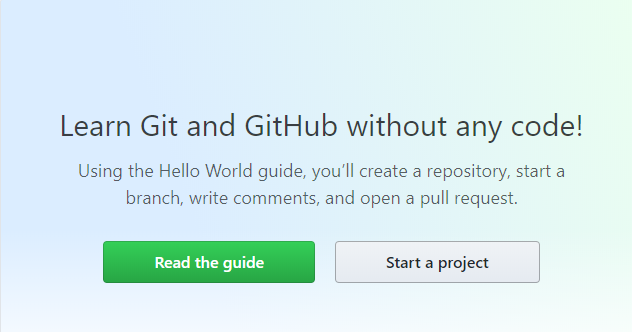 Learn Git and GitHub without any code!
Using the Hello World guide, you’ll create a repository, start a
branch, write comments, and open a pull request.
Read the guide
Start a project